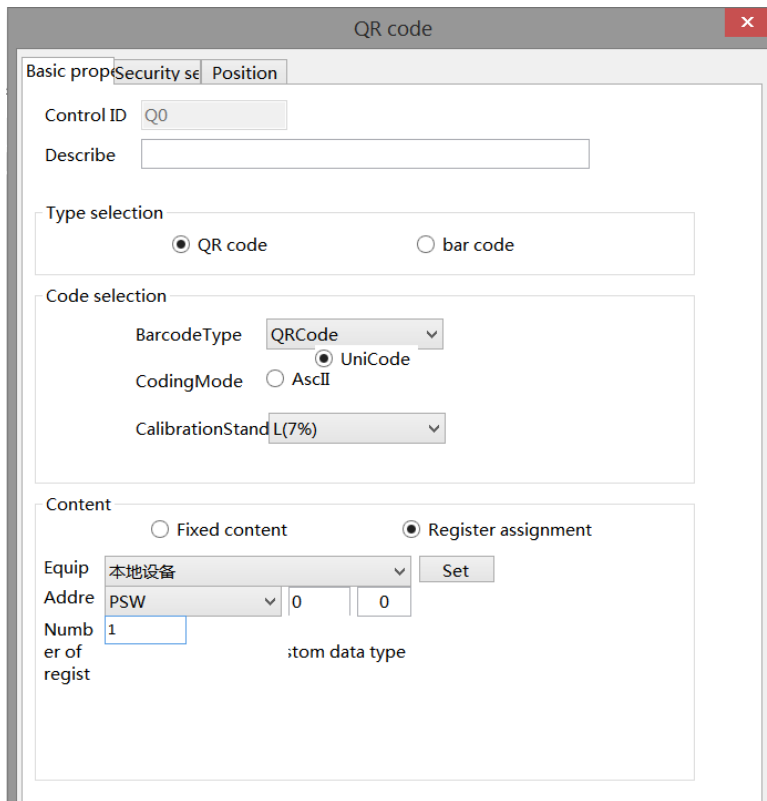 QR code
Basic prope Security se Position
Control ID Q0
Describe
Type selection
QR code bar code
Code selection
BarcodeType QRCode
UniCode
CodingMode AscII
CalibrationStand L(7%)
Content
Fixed content Register assignment
Equip 本地设备 Set
Addre PSW 0 0
Numb 1
er of stom data type
regist